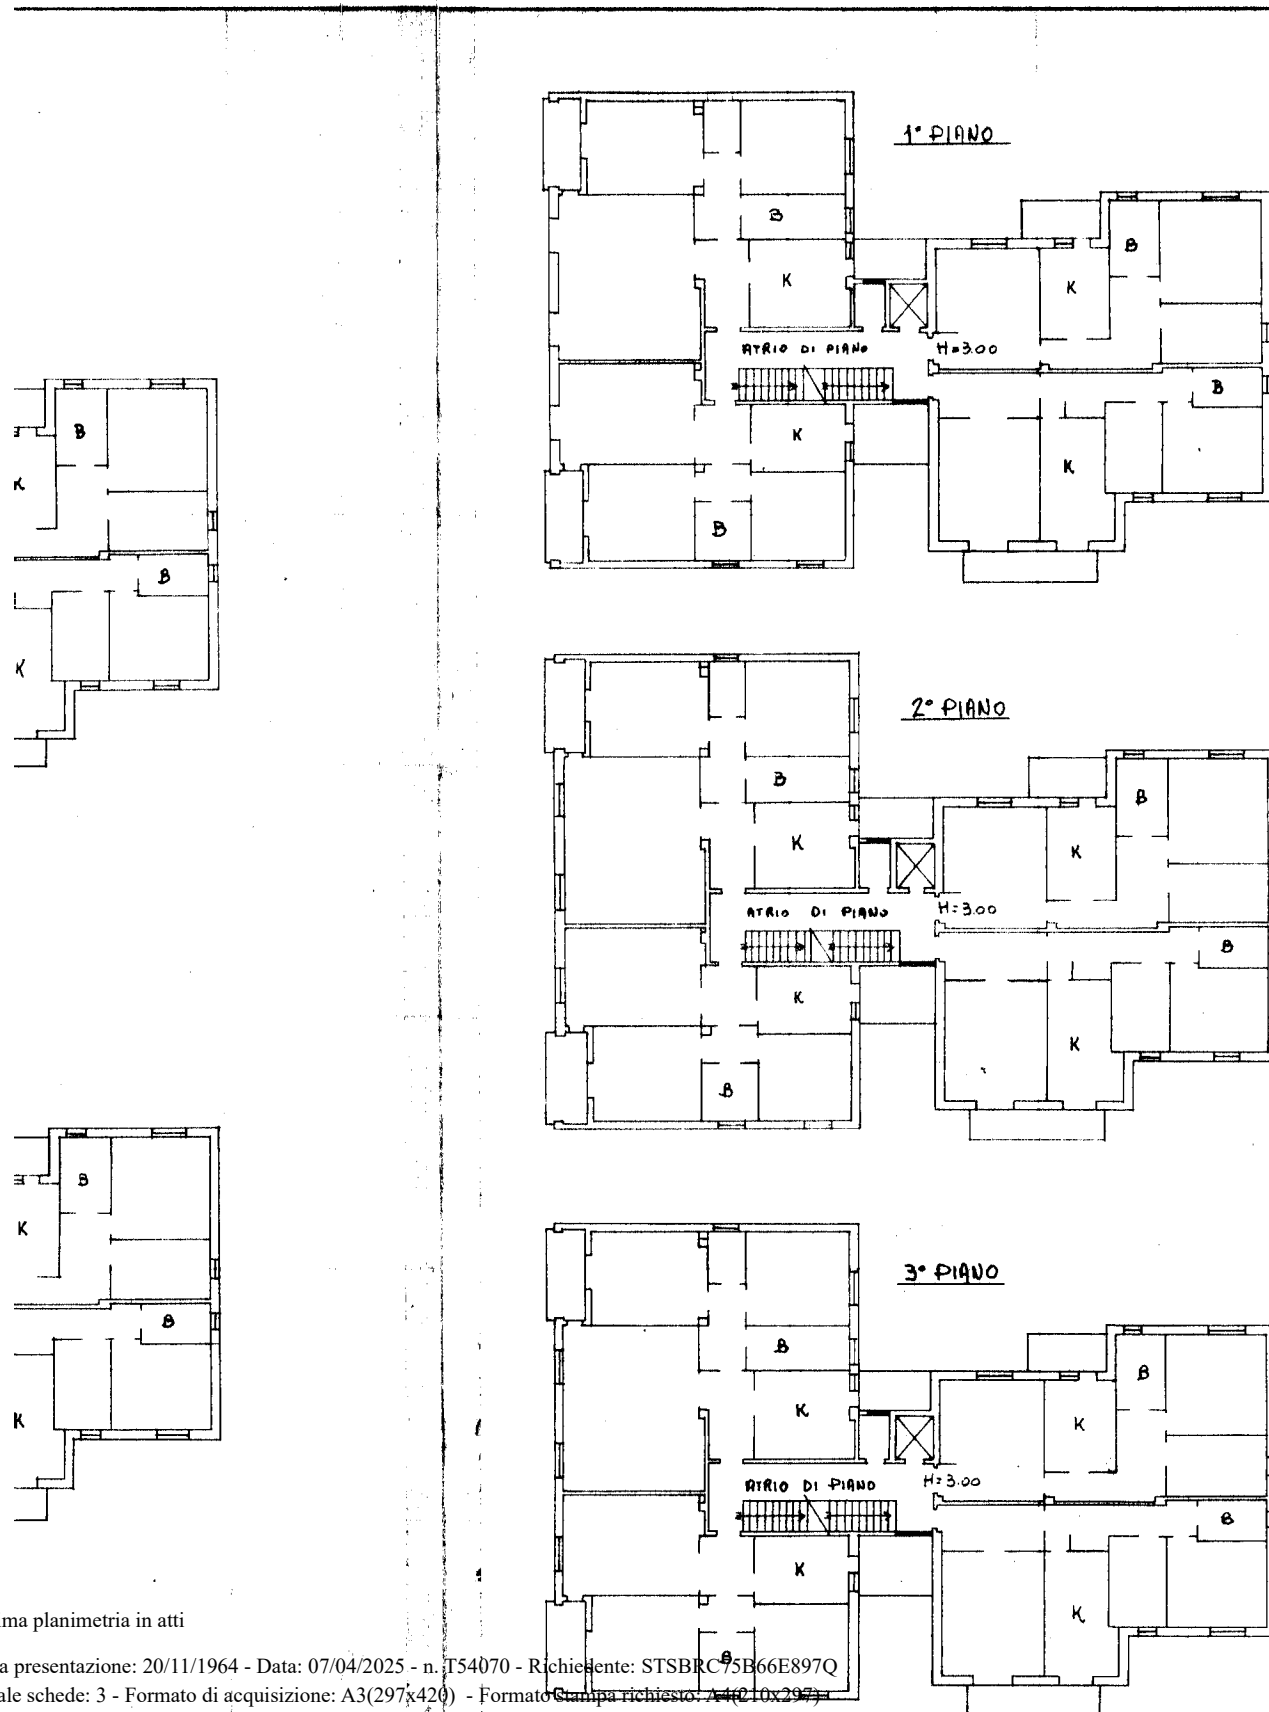 1° PIANO
B
B
K
K
ATRIO DI PIANO
H=3.00
B
K
B
K
B
B
K
B
K
2° PIANO
B
B
K
K
ATRIO DI PIANO
H=3.00
B
K
K
B
B
K
3° PIANO
B
B
K
K
K
B
ATRIO DI PIANO
H=3.00
B
K
K
K
B
ma planimetria in atti
a presentazione: 20/11/1964 - Data: 07/04/2025 - n. T54070 - Richiedente: STSBRC75B66E897Q
ale schede: 3 - Formato di acquisizione: A3(297x420) - Formato stampa richiesto: A4(210x297)